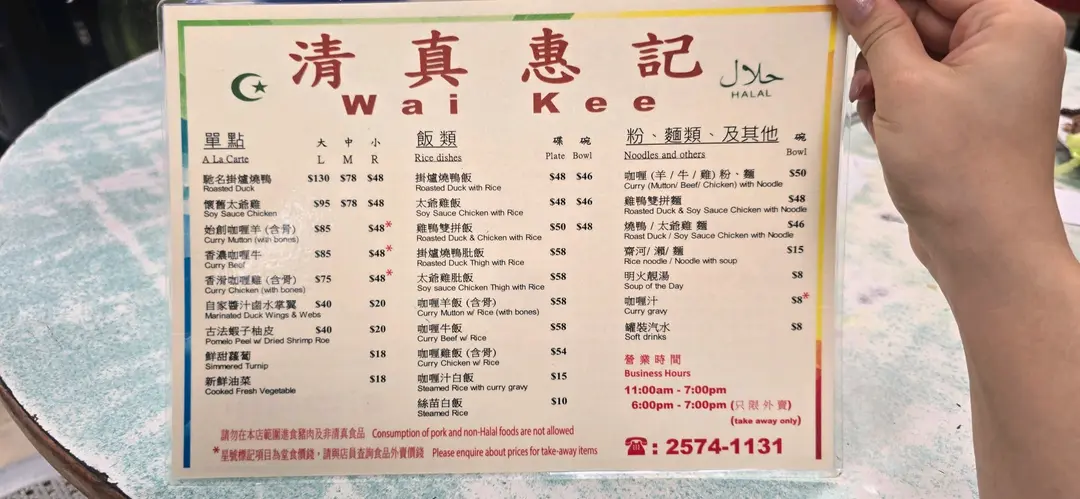 清真惠記
Wai Kee
حلال
HALAL
單點 大 中 小
A La Carte L M R
馳名掛爐燒鴨 $130 $78 $48
Roasted Duck
懷舊太爺雞 $95 $78 $48
Soy Sauce Chicken
始創咖喱羊 (含骨) $85 $48*
Curry Mutton (with bones)
香濃咖喱牛 $85 $48*
Curry Beef
香滑咖喱雞 (含骨) $75 $48*
Curry Chicken (with bones)
自家醬汁鹵水掌翼 $40 $20
Marinated Duck Wings & Webs
古法蝦子柚皮 $40 $20
Pomelo Peel w/ Dried Shrimp Roe
鮮甜蘿蔔 $18
Simmered Turnip
新鮮油菜 $18
Cooked Fresh Vegetable
飯類 碟 碗
Rice dishes Plate Bowl
掛爐燒鴨飯 $48 $46
Roasted Duck with Rice
太爺雞飯 $48 $46
Soy Sauce Chicken with Rice
雞鴨雙拼飯 $50 $48
Roasted Duck & Chicken with Rice
掛爐燒鴨肶飯 $58
Roasted Duck Thigh with Rice
太爺雞肶飯 $58
Soy sauce Chicken Thigh with Rice
咖喱羊飯 (含骨) $58
Curry Mutton w/ Rice (with bones)
咖喱牛飯 $58
Curry Beef w/ Rice
咖喱雞飯 (含骨) $54
Curry Chicken w/ Rice
咖喱汁白飯 $15
Steamed Rice with curry gravy
絲苗白飯 $10
Steamed Rice
粉、麵類、及其他 碗
Noodles and others Bowl
咖喱 (羊 / 牛 / 雞) 粉、麵 $50
Curry (Mutton/ Beef/ Chicken) with Noodle
雞鴨雙拼麵 $48
Roasted Duck & Soy Sauce Chicken with Noodle
燒鴨 / 太爺雞 麵 $46
Roast Duck / Soy Sauce Chicken with Noodle
齋河/ 瀨/ 麵 $15
Rice noodle / Noodle with soup
明火靚湯 $8
Soup of the Day
咖喱汁 $8*
Curry gravy
罐裝汽水 $8
Soft drinks
營業時間
Business Hours
11:00am - 7:00pm
6:00pm - 7:00pm (只限外賣)
(take away only)
請勿在本店範圍進食豬肉及非清真食品 Consumption of pork and non-Halal foods are not allowed
*星號標記項目為堂食價錢，請與店員查詢食品外賣價錢 Please enquire about prices for take-away items
☎: 2574-1131